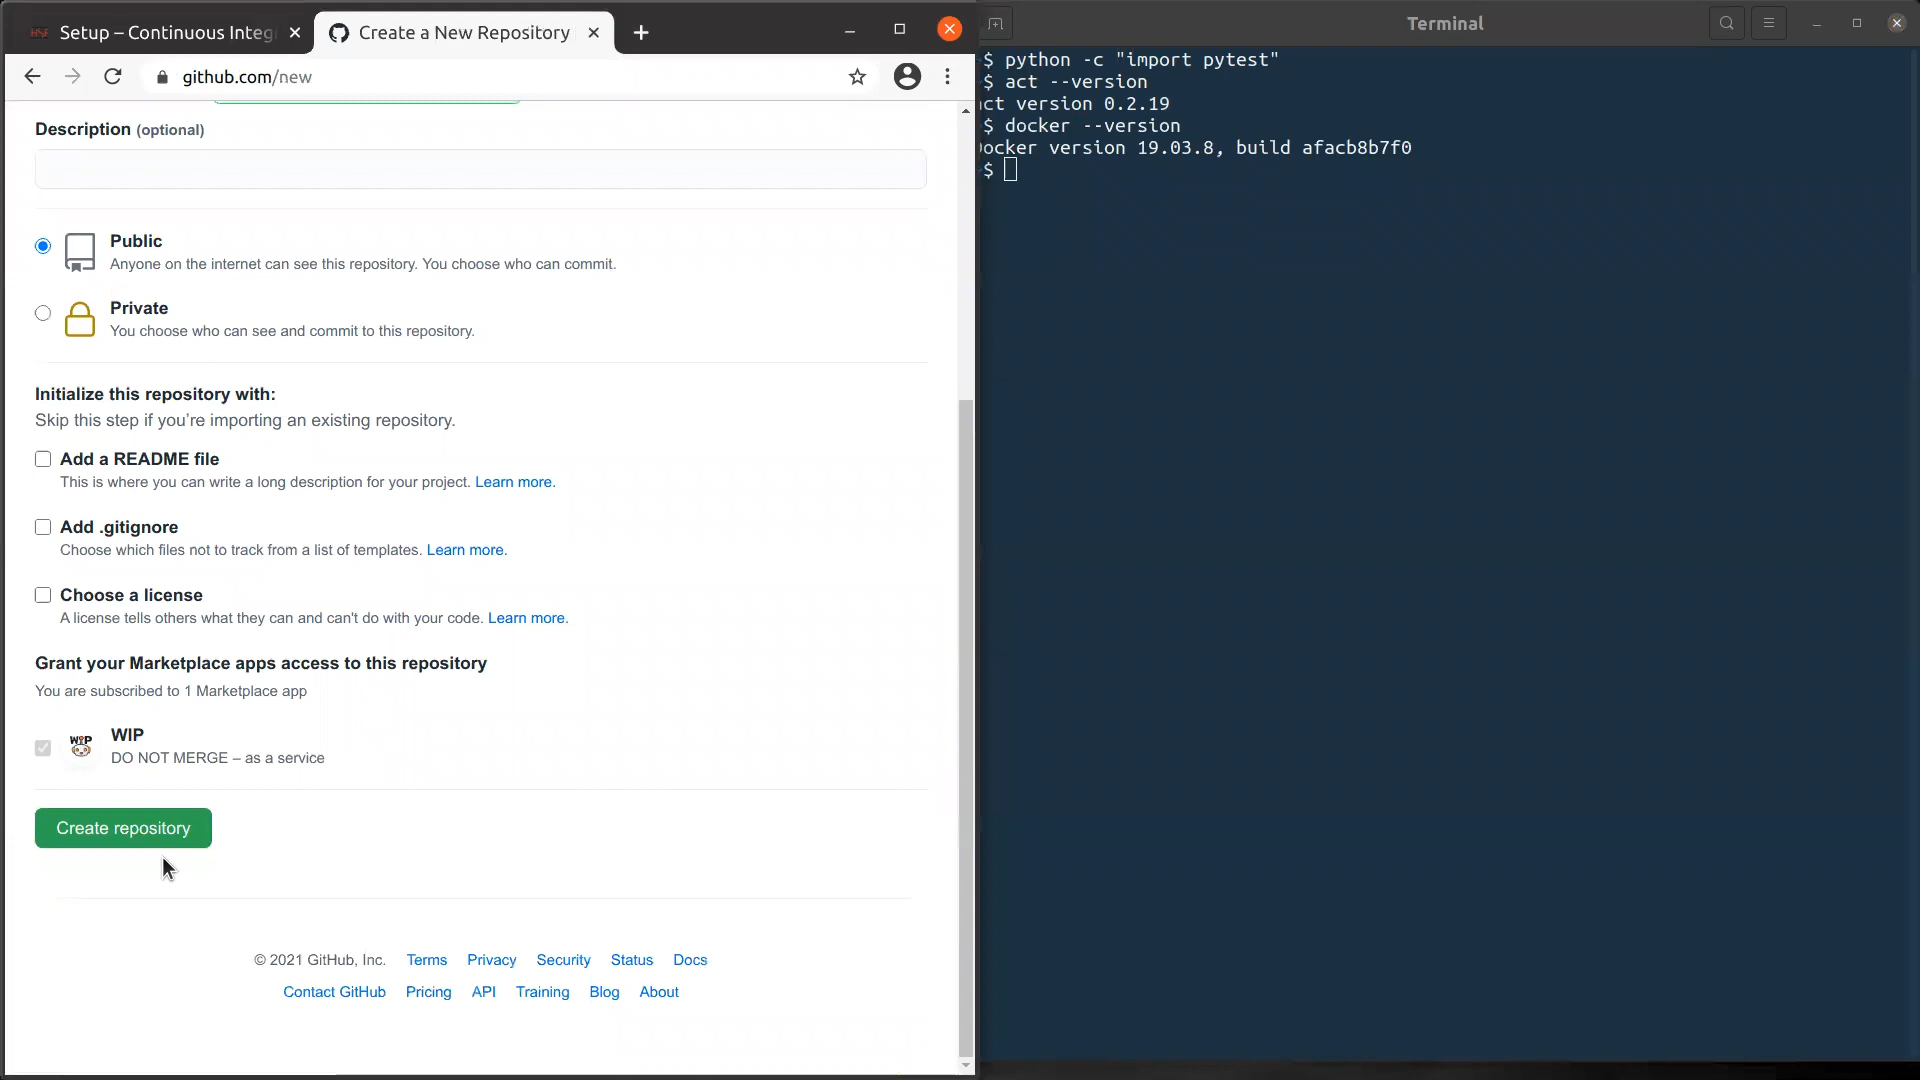 HSF Setup – Continuous Integ
Create a New Repository
github.com/new
Description (optional)
Public
Anyone on the internet can see this repository. You choose who can commit.
Private
You choose who can see and commit to this repository.
Initialize this repository with:
Skip this step if you’re importing an existing repository.
Add a README file
This is where you can write a long description for your project. Learn more.
Add .gitignore
Choose which files not to track from a list of templates. Learn more.
Choose a license
A license tells others what they can and can't do with your code. Learn more.
Grant your Marketplace apps access to this repository
You are subscribed to 1 Marketplace app
WIP
WIP
DO NOT MERGE – as a service
Create repository
© 2021 GitHub, Inc. Terms Privacy Security Status Docs
Contact GitHub Pricing API Training Blog About
Terminal
$ python -c "import pytest"
$ act --version
ct version 0.2.19
$ docker --version
ocker version 19.03.8, build afacb8b7f0
$